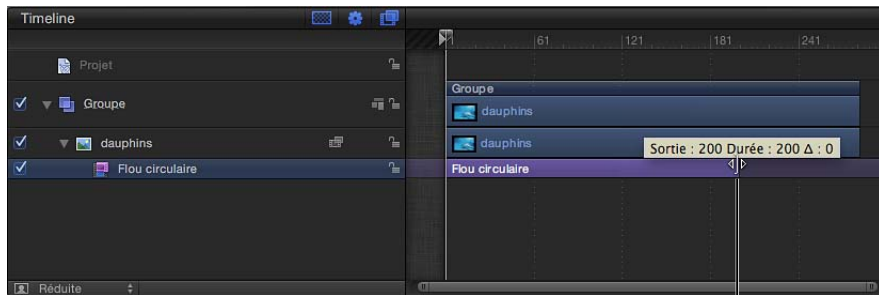 Timeline
1 61 121 181 241
Projet
Groupe
Groupe
dauphins
dauphins
dauphins
Sortie : 200 Durée : 200 Δ : 0
Flou circulaire
Flou circulaire
Réduite